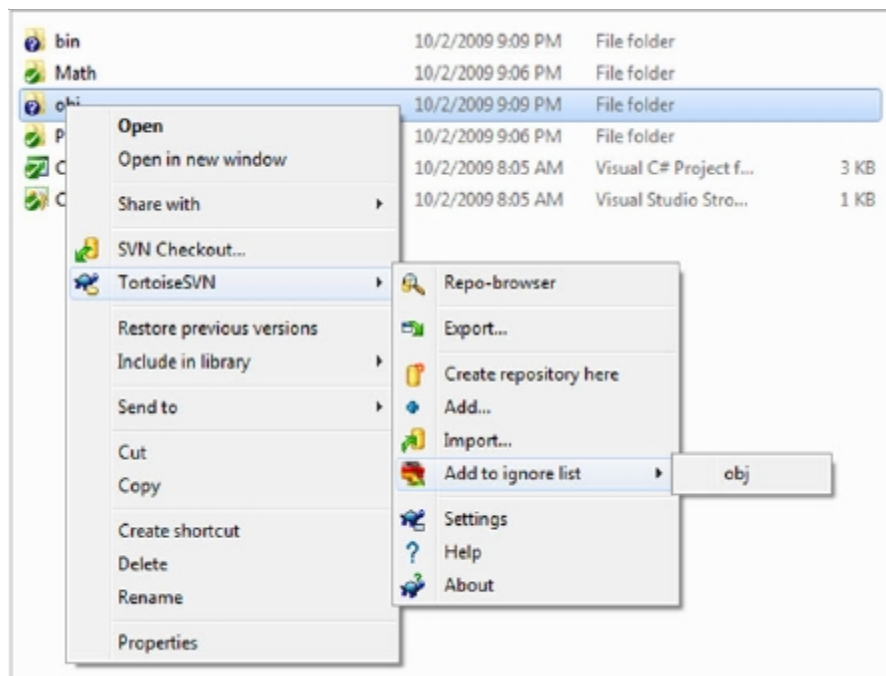 bin 10/2/2009 9:09 PM File folder
Math 10/2/2009 9:06 PM File folder
obj 10/2/2009 9:09 PM File folder
P 10/2/2009 9:06 PM File folder
C 10/2/2009 8:05 AM Visual C# Project f... 3 KB
C 10/2/2009 8:05 AM Visual Studio Stro... 1 KB
Open
Open in new window
Share with
SVN Checkout...
TortoiseSVN
Restore previous versions
Include in library
Send to
Cut
Copy
Create shortcut
Delete
Rename
Properties
Repo-browser
Export...
Create repository here
Add...
Import...
Add to ignore list
Settings
Help
About
obj